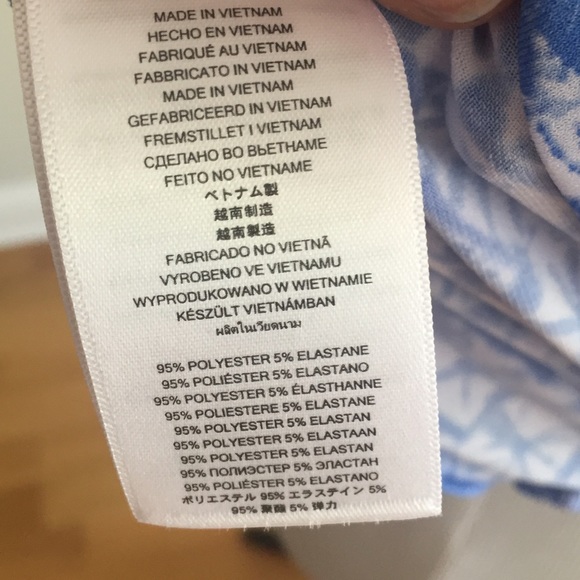 MADE IN VIETNAM
HECHO EN VIETNAM
FABRIQUÉ AU VIETNAM
FABBRICATO IN VIETNAM
MADE IN VIETNAM
GEFABRICEERD IN VIETNAM
FREMSTILLET I VIETNAM
СДЕЛАНО ВО ВЬЕТНАМЕ
FEITO NO VIETNAME
ベトナム製
越南制造
越南製造
FABRICADO NO VIETNÃ
VYROBENO VE VIETNAMU
WYPRODUKOWANO W WIETNAMIE
KÉSZÜLT VIETNÁMBAN
ผลิตในเวียดนาม
95% POLYESTER 5% ELASTANE
95% POLIÉSTER 5% ELASTANO
95% POLYESTER 5% ÉLASTHANNE
95% POLIESTERE 5% ELASTANE
95% POLYESTER 5% ELASTAN
95% POLYESTER 5% ELASTAAN
95% POLYESTER 5% ELASTAN
95% ПОЛИЭСТЕР 5% ЭЛАСТАН
95% POLIÉSTER 5% ELASTANO
ポリエステル 95% エラステイン 5%
95% 聚酯 5% 弹力